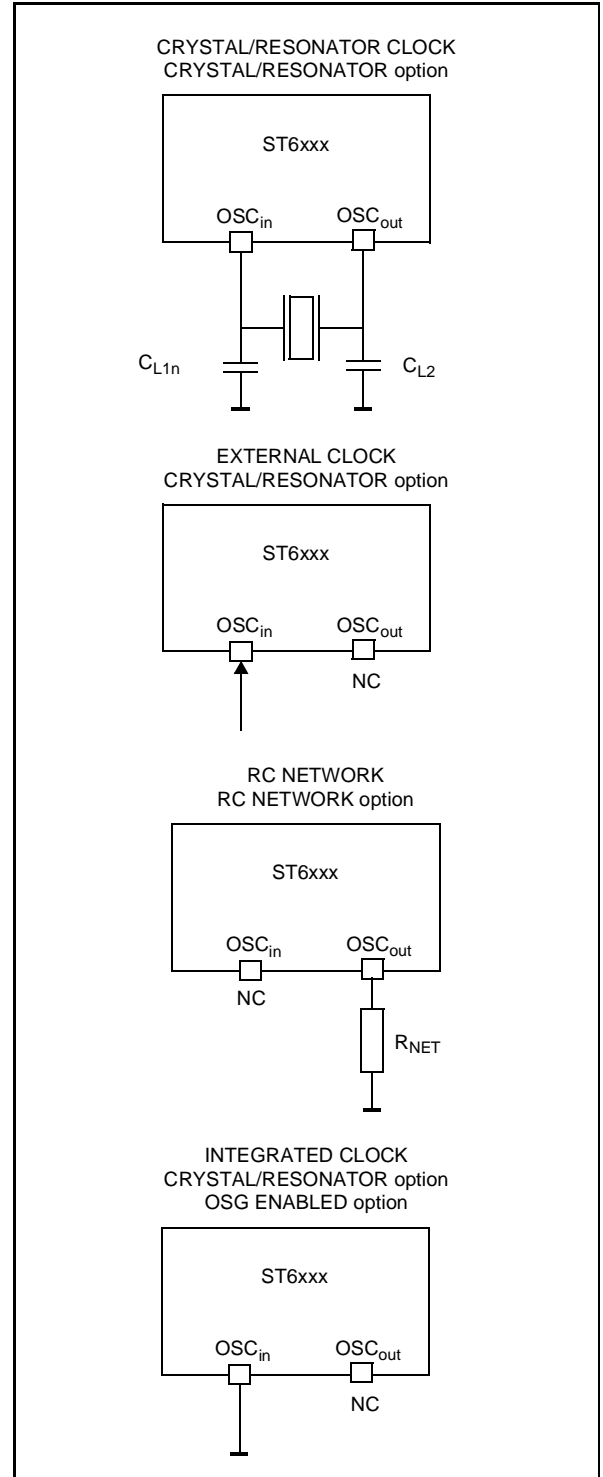 CRYSTAL/RESONATOR CLOCK
CRYSTAL/RESONATOR option
ST6xxx
OSCin OSCout
CL1n CL2
EXTERNAL CLOCK
CRYSTAL/RESONATOR option
ST6xxx
OSCin OSCout
NC
RC NETWORK
RC NETWORK option
ST6xxx
OSCin OSCout
NC
RNET
INTEGRATED CLOCK
CRYSTAL/RESONATOR option
OSG ENABLED option
ST6xxx
OSCin OSCout
NC